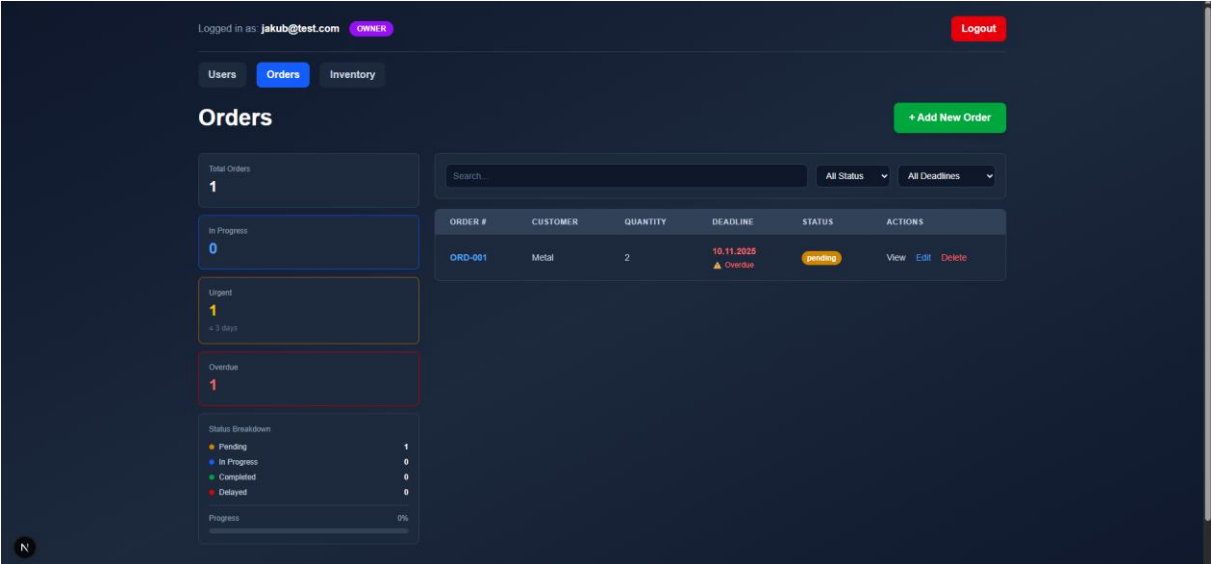 Logged in as: jakub@test.com OWNER Logout
Users Orders Inventory
Orders
+ Add New Order
Total Orders
1
In Progress
0
Urgent
1
≤ 3 days
Overdue
1
Status Breakdown
Pending 1
In Progress 0
Completed 0
Delayed 0
Progress 0%
Search...
All Status
All Deadlines
ORDER # CUSTOMER QUANTITY DEADLINE STATUS ACTIONS
ORD-001 Metal 2 10.11.2025 pending View Edit Delete
⚠ Overdue
N